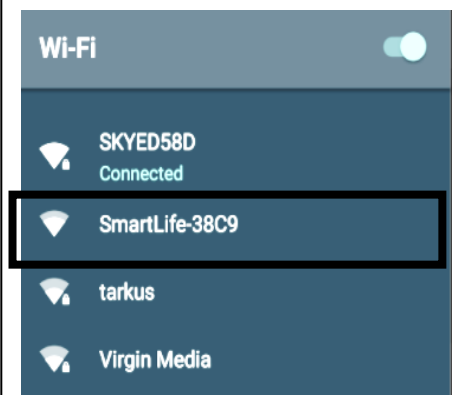 Wi-Fi
SKYED58D
Connected
SmartLife-38C9
tarkus
Virgin Media